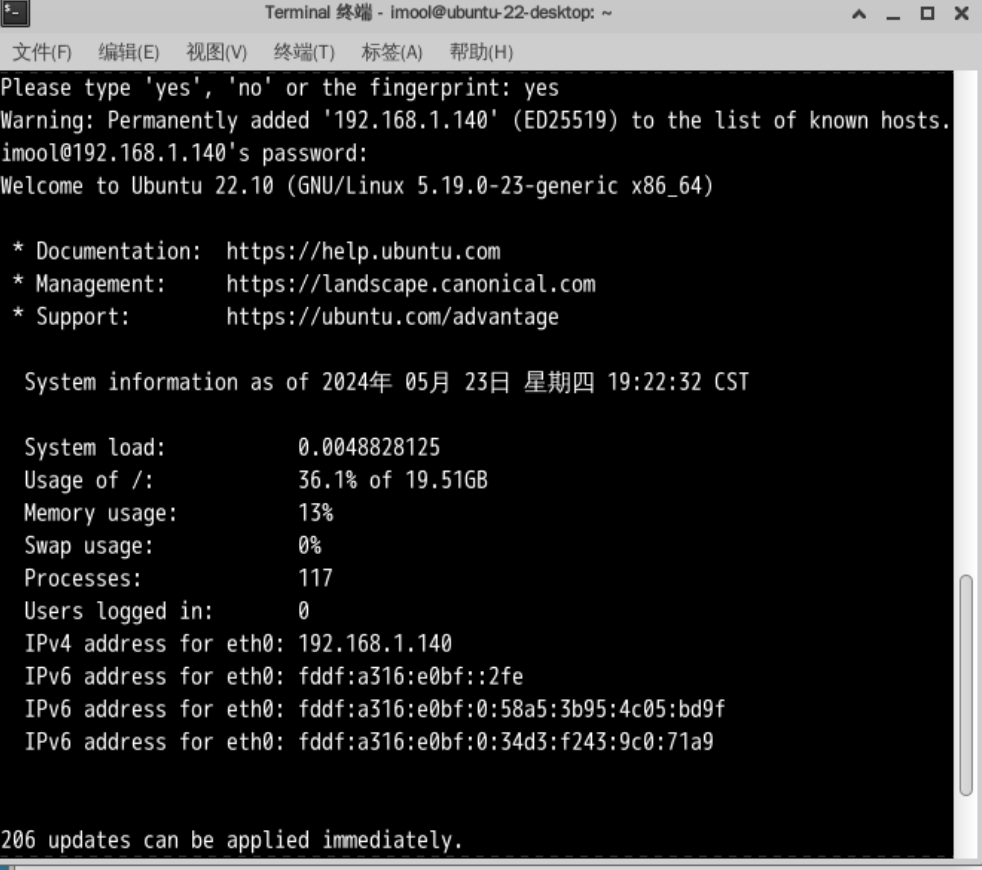 Terminal 终端 - imool@ubuntu-22-desktop: ~
文件(F) 编辑(E) 视图(V) 终端(T) 标签(A) 帮助(H)
Please type 'yes', 'no' or the fingerprint: yes
Warning: Permanently added '192.168.1.140' (ED25519) to the list of known hosts.
imool@192.168.1.140's password:
Welcome to Ubuntu 22.10 (GNU/Linux 5.19.0-23-generic x86_64)
* Documentation:  https://help.ubuntu.com
* Management:     https://landscape.canonical.com
* Support:        https://ubuntu.com/advantage
System information as of 2024年 05月 23日 星期四 19:22:32 CST
System load:           0.0048828125
Usage of /:            36.1% of 19.51GB
Memory usage:          13%
Swap usage:            0%
Processes:             117
Users logged in:       0
IPv4 address for eth0: 192.168.1.140
IPv6 address for eth0: fddf:a316:e0bf::2fe
IPv6 address for eth0: fddf:a316:e0bf:0:58a5:3b95:4c05:bd9f
IPv6 address for eth0: fddf:a316:e0bf:0:34d3:f243:9c0:71a9
206 updates can be applied immediately.